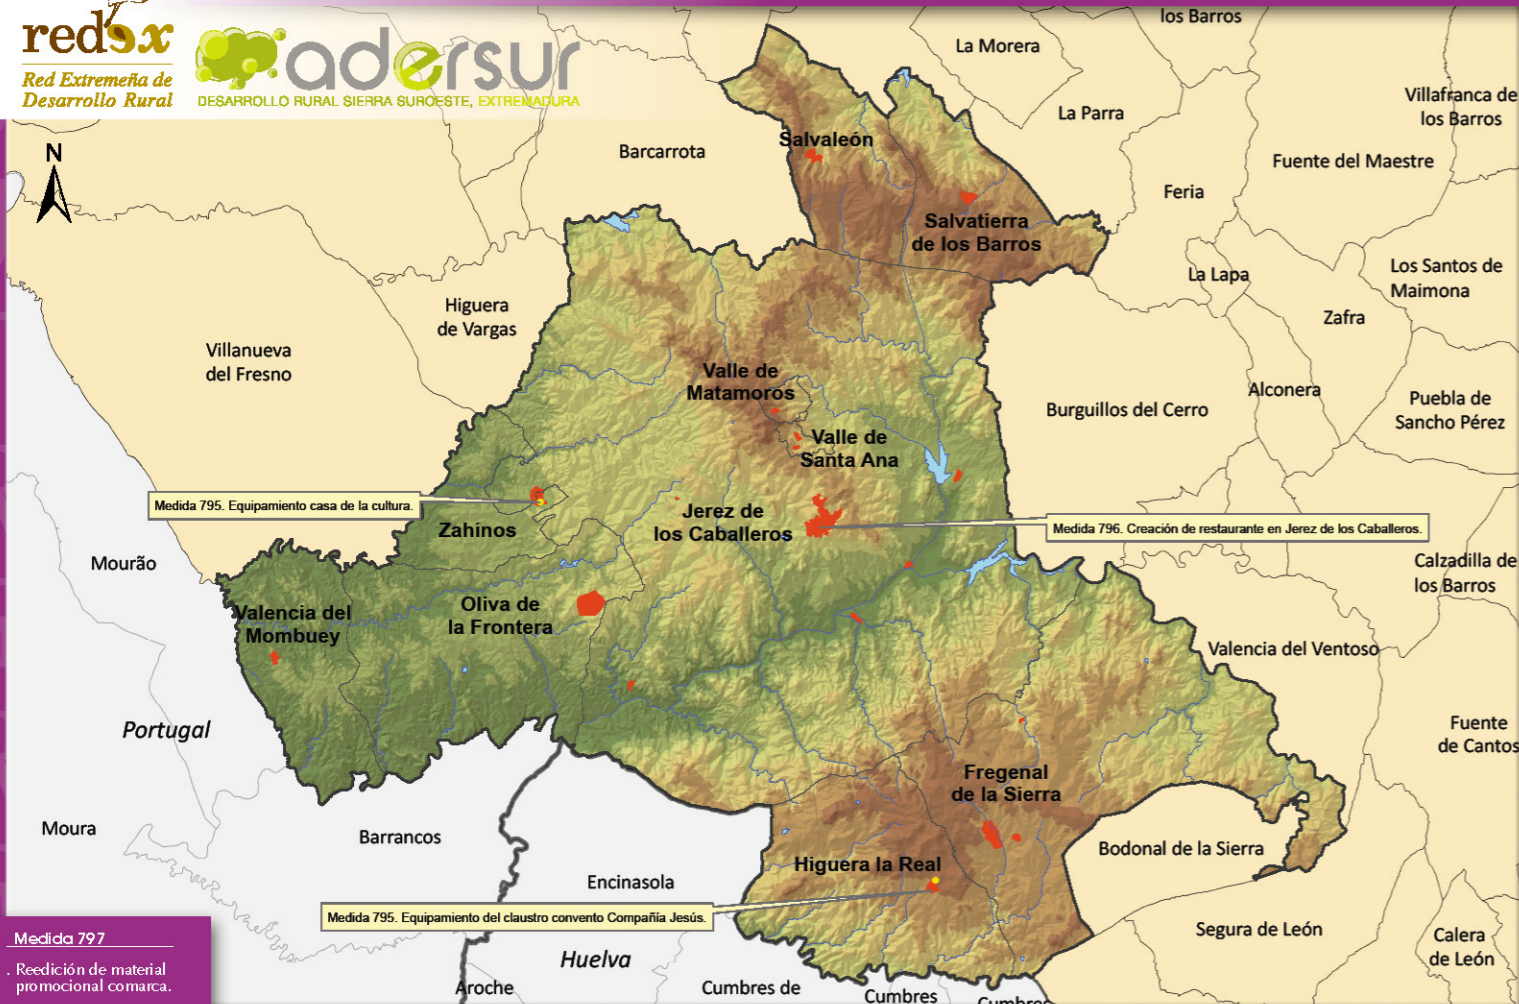 redex
Red Extremeña de
Desarrollo Rural
adersur
DESARROLLO RURAL SIERRA SUROESTE, EXTREMADURA
N
los Barros
La Morera
La Parra
Villafranca de
los Barros
Barcarrota
Salvaleón
Fuente del Maestre
Feria
Salvatierra
de los Barros
La Lapa
Los Santos de
Maimona
Higuera
de Vargas
Zafra
Villanueva
del Fresno
Valle de
Matamoros
Alconera
Burguillos del Cerro
Puebla de
Sancho Pérez
Valle de
Santa Ana
Medida 795. Equipamiento casa de la cultura.
Zahínos
Jerez de
los Caballeros
Medida 796. Creación de restaurante en Jerez de los Caballeros.
Mourão
Calzadilla de
los Barros
Valencia del
Mombuey
Oliva de
la Frontera
Valencia del Ventoso
Portugal
Fuente
de Cantos
Fregenal
de la Sierra
Moura
Barrancos
Bodonal de la Sierra
Higuera la Real
Encinasola
Medida 795. Equipamiento del claustro convento Compañía Jesús.
Segura de León
Calera
de León
Medida 797
. Reedición de material
promocional comarca.
Huelva
Aroche
Cumbres de
Cumbres
Cumbres